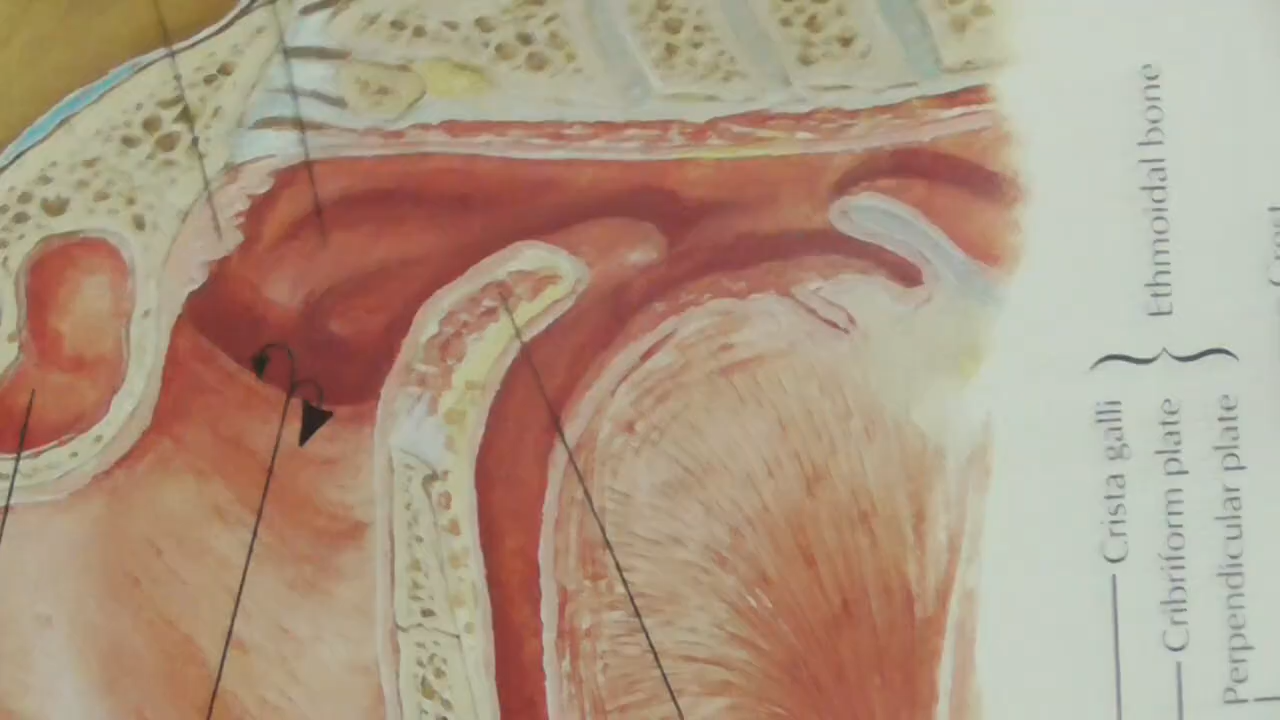 Ethmoidal bone
Crista galli
Cribriform plate
Perpendicular plate